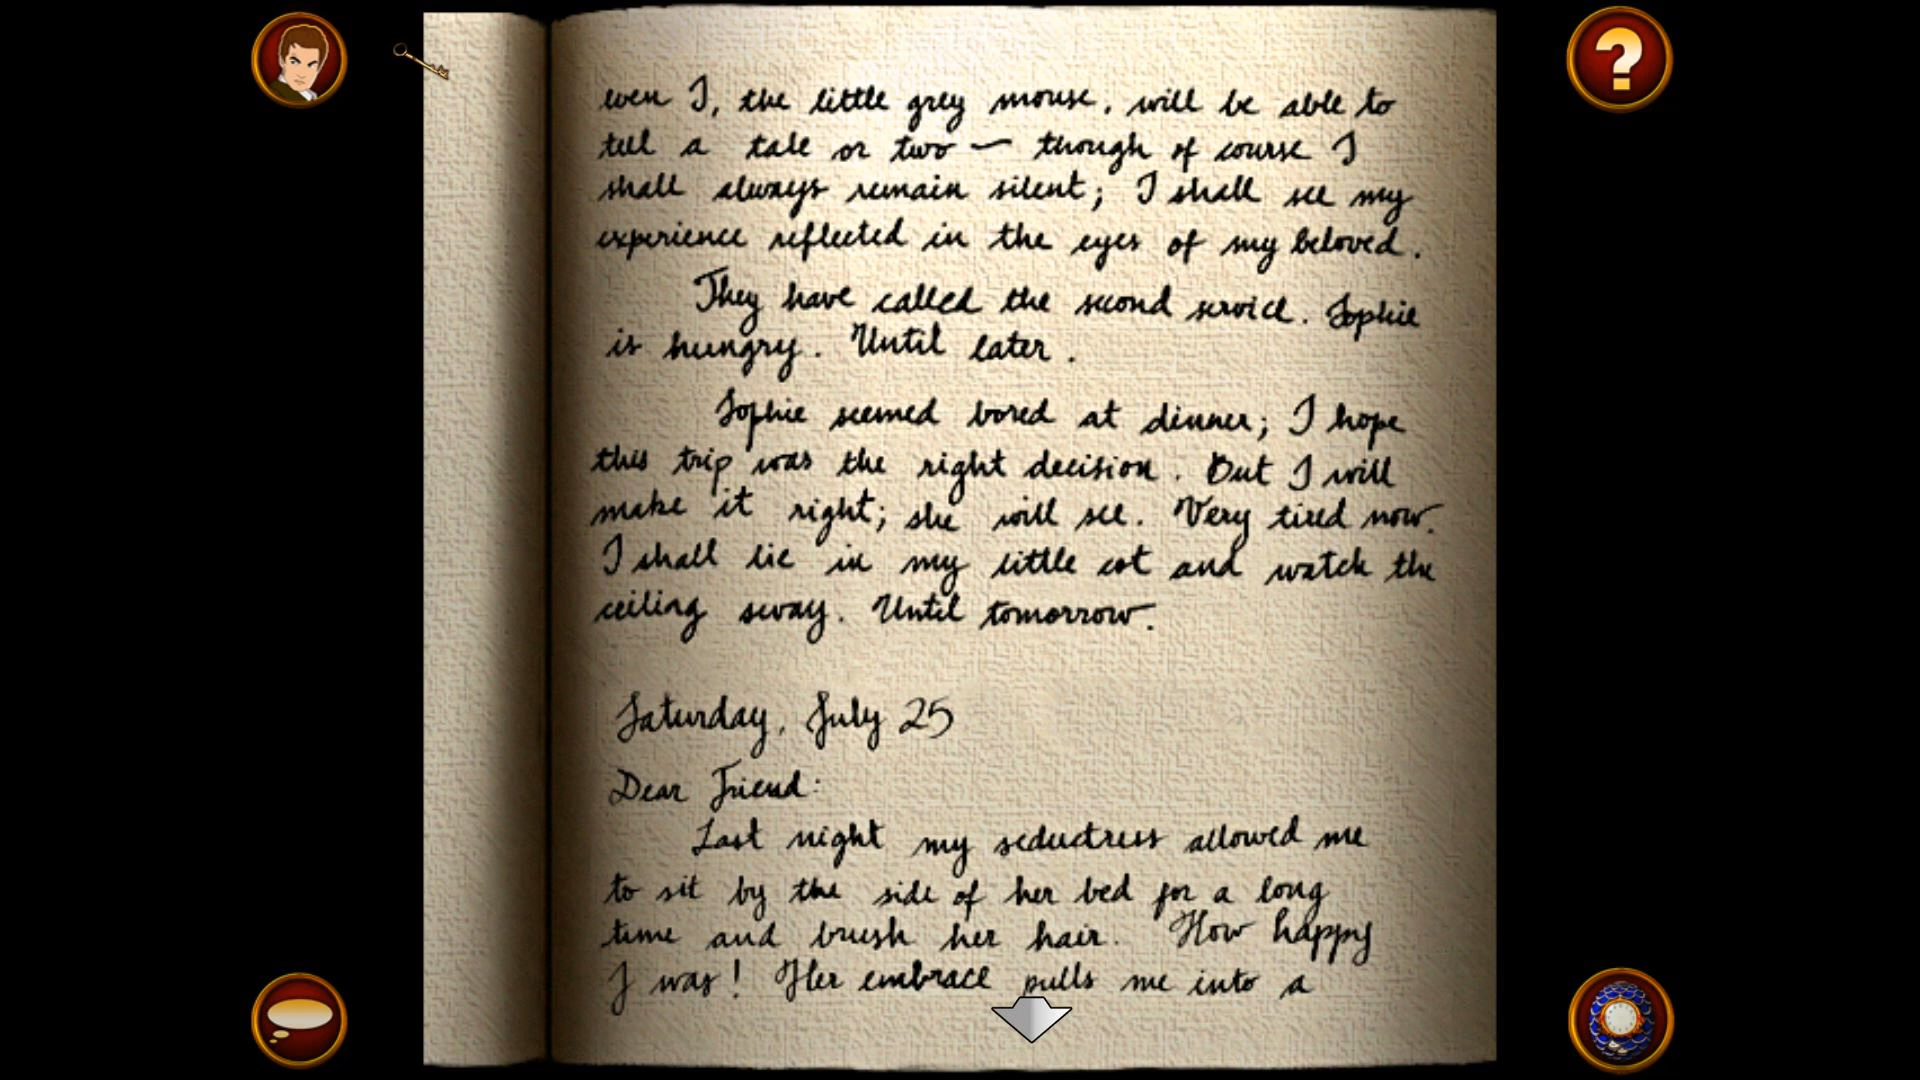 even I, the little grey mouse, will be able to
tell a tale or two — though of course I
shall always remain silent; I shall see my
experience reflected in the eyes of my beloved.
They have called the second service. Sophie
is hungry. Until later.
Sophie seemed bored at dinner; I hope
this trip was the right decision. But I will
make it right; she will see. Very tired now.
I shall lie in my little cot and watch the
ceiling sway. Until tomorrow.
Saturday, July 25
Dear Friend:
Last night my seductress allowed me
to sit by the side of her bed for a long
time and brush her hair. How happy
I was! Her embrace pulls me into a
?